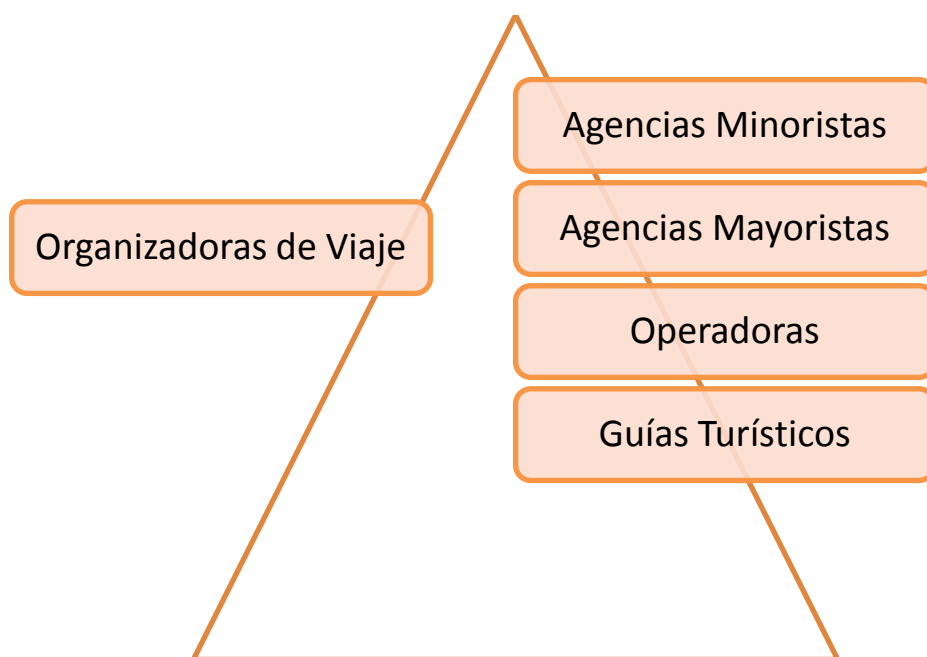 Organizadoras de Viaje
Agencias Minoristas
Agencias Mayoristas
Operadoras
Guías Turísticos